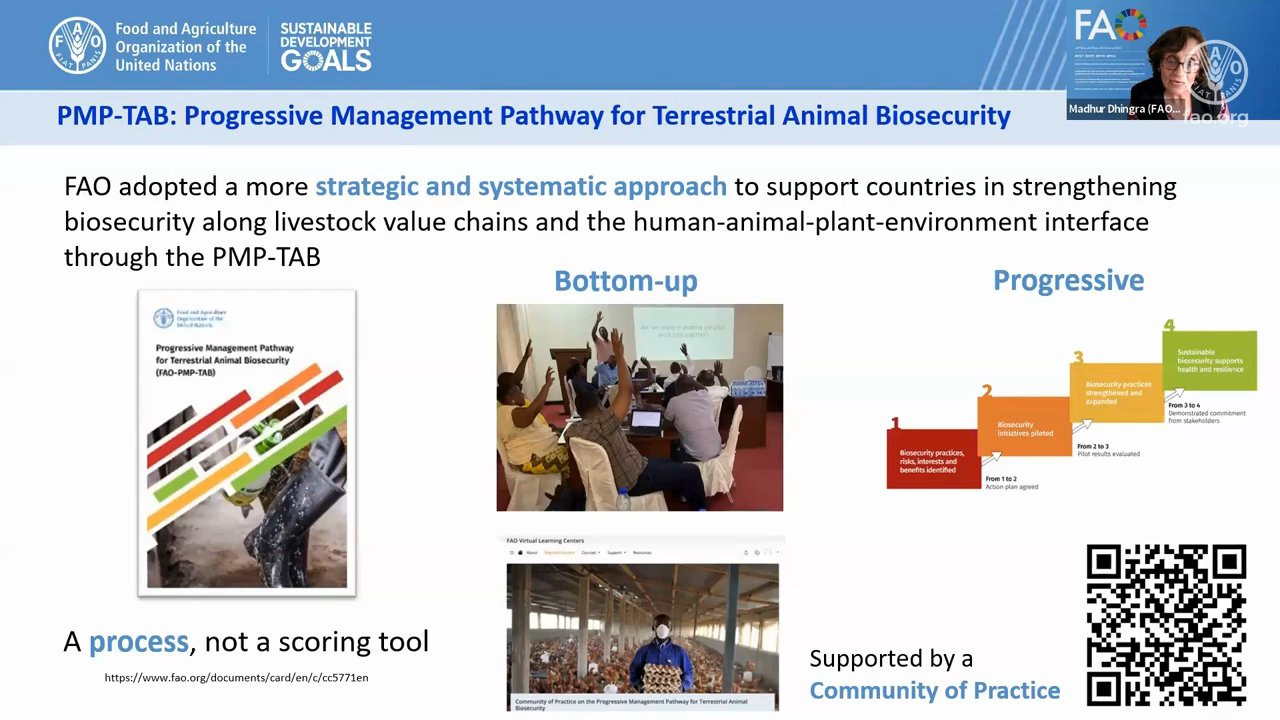 Food and Agriculture
Organization of the
United Nations
SUSTAINABLE
DEVELOPMENT
GOALS
FAO
Madhur Dhingra (FAO...
fao.org
PMP-TAB: Progressive Management Pathway for Terrestrial Animal Biosecurity
FAO adopted a more strategic and systematic approach to support countries in strengthening
biosecurity along livestock value chains and the human-animal-plant-environment interface
through the PMP-TAB
Food and Agriculture
Organization of the
United Nations
Progressive Management Pathway
for Terrestrial Animal Biosecurity
(FAO-PMP-TAB)
A process, not a scoring tool
https://www.fao.org/documents/card/en/c/cc5771en
Bottom-up
FAO Virtual Learning Centers
About
Courses
Support
Resources
Community of Practice on the Progressive Management Pathway for Terrestrial Animal
Biosecurity
Progressive
1
Biosecurity practices,
risks, interests and
benefits identified
From 1 to 2
Action plan agreed
2
Biosecurity
initiatives piloted
From 2 to 3
Pilot results evaluated
3
Biosecurity practices
strengthened and
expanded
From 3 to 4
Demonstrated commitment
from stakeholders
4
Sustainable
biosecurity supports
health and resilience
Supported by a
Community of Practice